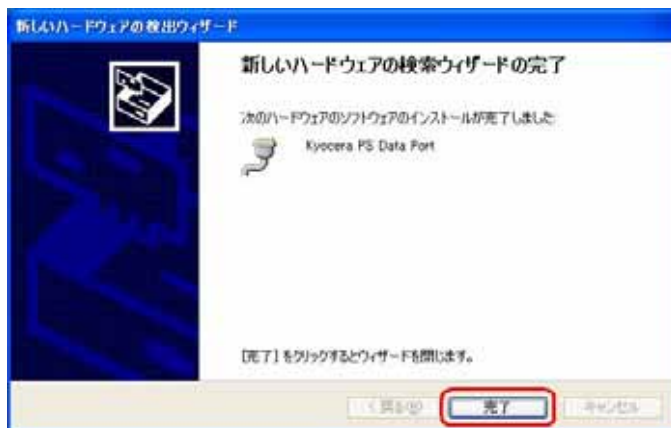 新しいハードウェアの検出ウィザード
新しいハードウェアの検索ウィザードの完了
次のハードウェアのソフトウェアのインストールが完了しました
Kyocera PS Data Port
[完了] をクリックするとウィザードを閉じます。
< 戻る(B)
完了
キャンセル